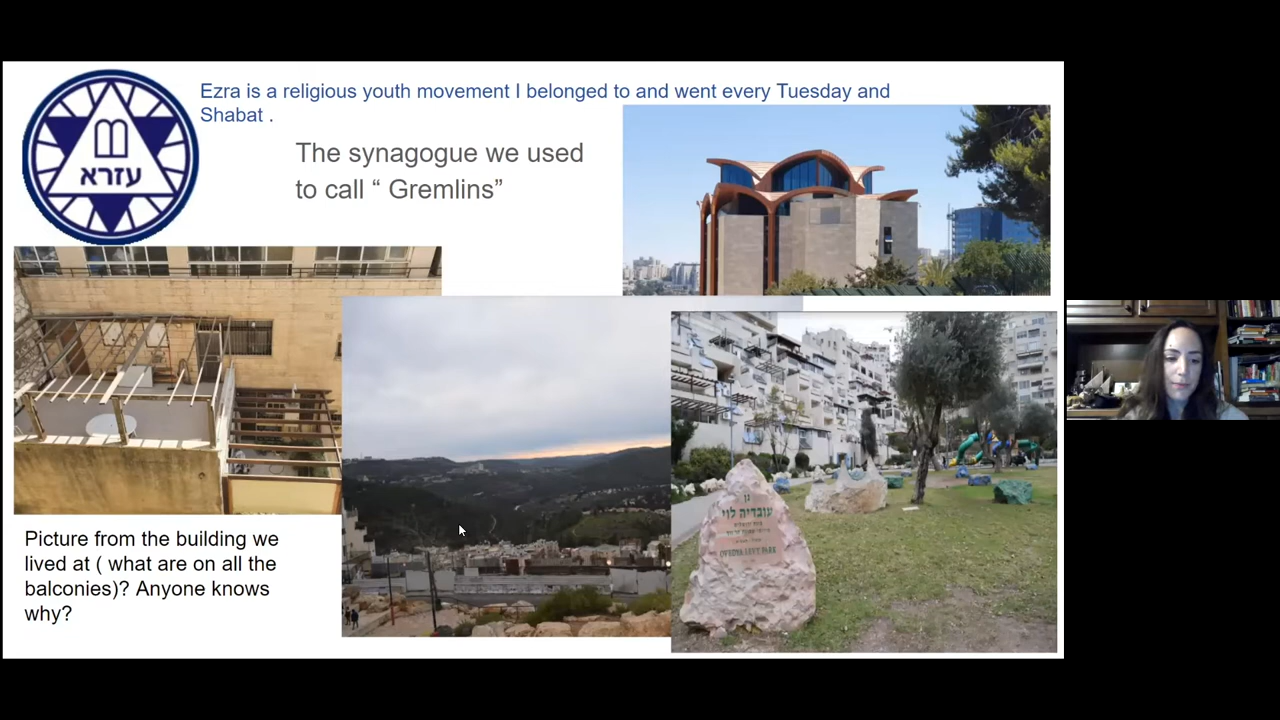 Ezra is a religious youth movement I belonged to and went every Tuesday and
Shabat .
עזרא
The synagogue we used
to call “ Gremlins”
גן
עובדיה לוי
OVEDIA LEVY PARK
Picture from the building we
lived at ( what are on all the
balconies)? Anyone knows
why?